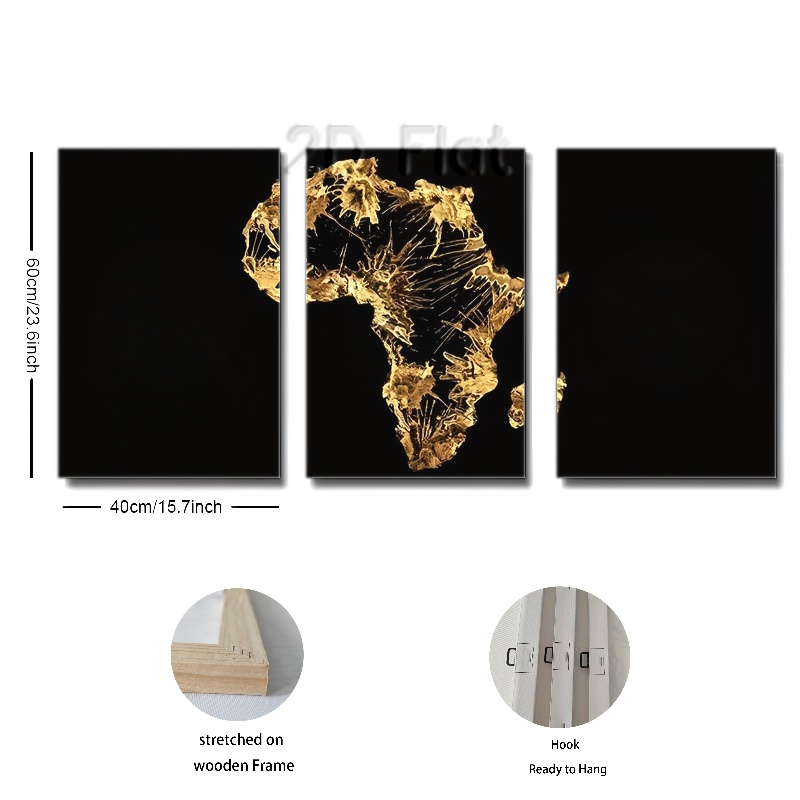 2D Flat
60cm/23.6inch
40cm/15.7inch
stretched on
wooden Frame
Hook
Ready to Hang